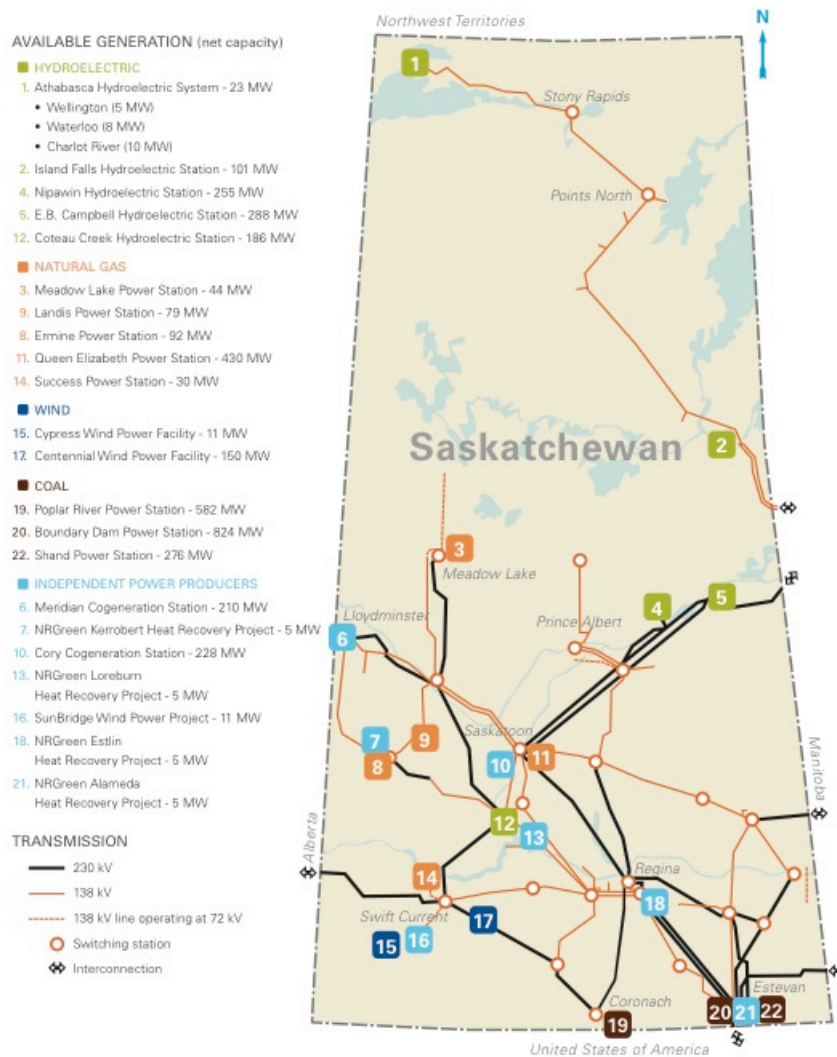 AVAILABLE GENERATION (net capacity)
HYDROELECTRIC
1. Athabasca Hydroelectric System - 23 MW
• Wellington (5 MW)
• Waterloo (8 MW)
• Charlot River (10 MW)
2. Island Falls Hydroelectric Station - 101 MW
4. Nipawin Hydroelectric Station - 255 MW
5. E.B. Campbell Hydroelectric Station - 288 MW
12. Coteau Creek Hydroelectric Station - 186 MW
NATURAL GAS
3. Meadow Lake Power Station - 44 MW
9. Landis Power Station - 79 MW
8. Ermine Power Station - 92 MW
11. Queen Elizabeth Power Station - 430 MW
14. Success Power Station - 30 MW
WIND
15. Cypress Wind Power Facility - 11 MW
17. Centennial Wind Power Facility - 150 MW
COAL
19. Poplar River Power Station - 582 MW
20. Boundary Dam Power Station - 824 MW
22. Shand Power Station - 276 MW
INDEPENDENT POWER PRODUCERS
6. Meridian Cogeneration Station - 210 MW
7. NRGreen Kerrobert Heat Recovery Project - 5 MW
10. Cory Cogeneration Station - 228 MW
13. NRGreen Loreburn
Heat Recovery Project - 5 MW
16. SunBridge Wind Power Project - 11 MW
18. NRGreen Estlin
Heat Recovery Project - 5 MW
21. NRGreen Alameda
Heat Recovery Project - 5 MW
TRANSMISSION
230 kV
138 kV
138 kV line operating at 72 kV
Switching station
Interconnection
Northwest Territories
N
1
Stony Rapids
Points North
2
Saskatchewan
3
Meadow Lake
4
5
Prince Albert
Lloydminster
6
7
8
9
Saskatoon
10
11
Manitoba
12
13
Alberta
14
Regina
Swift Current
15
16
17
18
Coronach
19
Estevan
20
21
22
United States of America